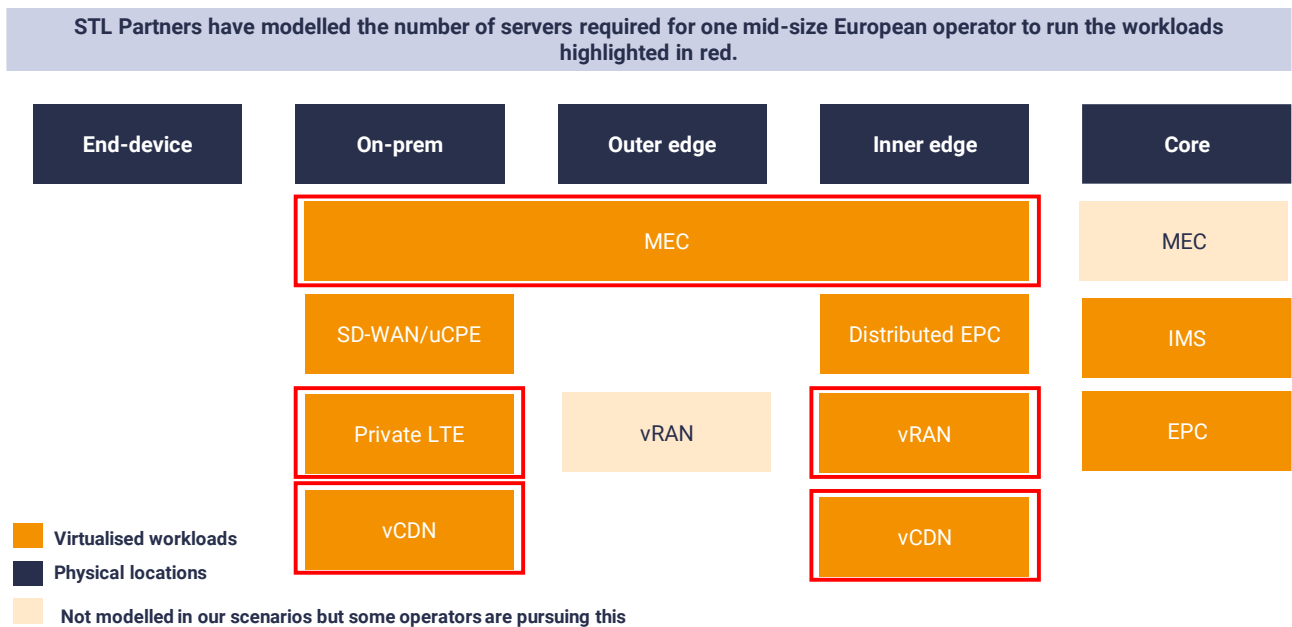 STL Partners have modelled the number of servers required for one mid-size European operator to run the workloads
highlighted in red.
End-device
On-prem
Outer edge
Inner edge
Core
MEC
MEC
SD-WAN/uCPE
Distributed EPC
IMS
Private LTE
vRAN
vRAN
EPC
vCDN
vCDN
Virtualised workloads
Physical locations
Not modelled in our scenarios but some operators are pursuing this